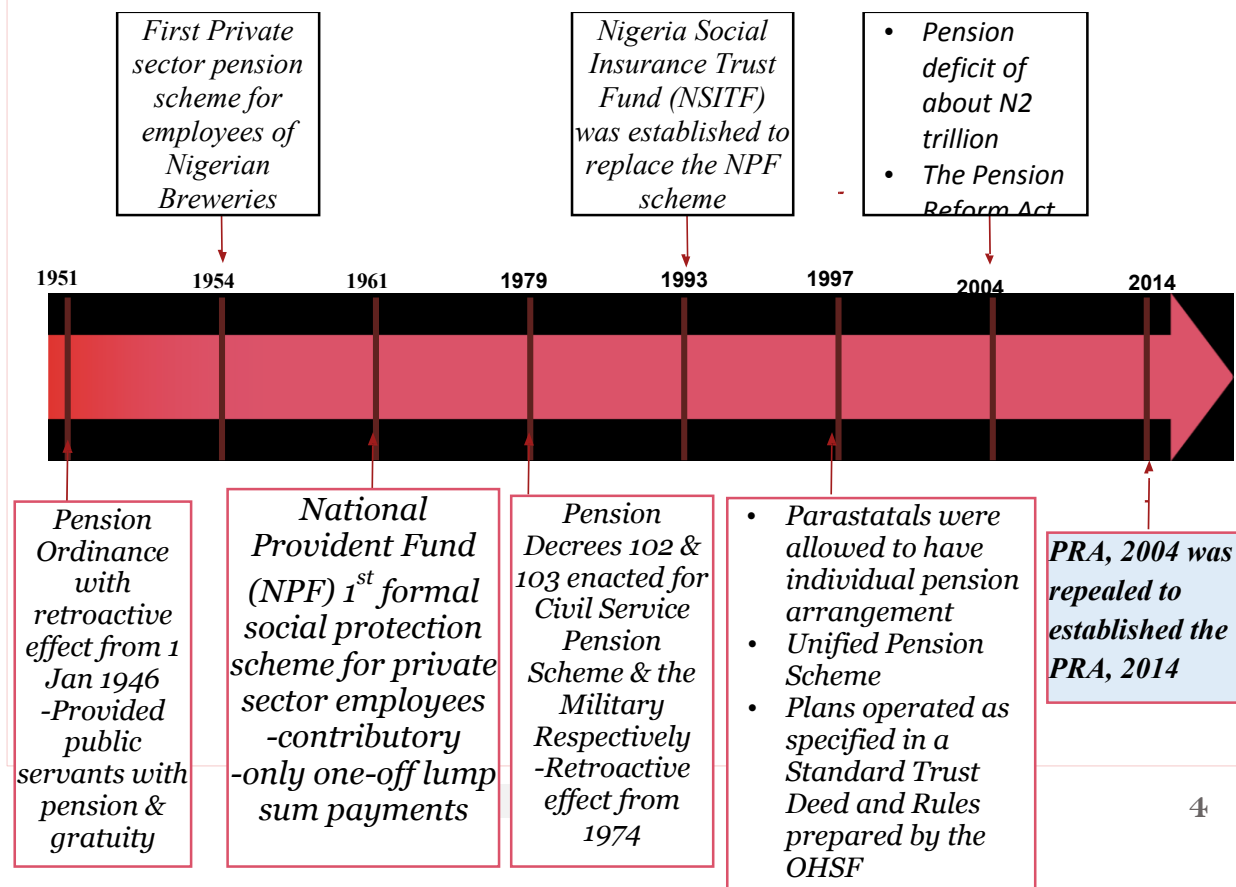 First Private
sector pension
scheme for
employees of
Nigerian
Breweries
Nigeria Social
Insurance Trust
Fund (NSITF)
was established to
replace the NPF
scheme
-
• Pension
deficit of
about N2
trillion
• The Pension
Reform Act
1951
1954
1961
1979
1993
1997
2004
2014
Pension
Ordinance
with
retroactive
effect from 1
Jan 1946
-Provided
public
servants with
pension &
gratuity
National
Provident Fund
(NPF) 1st formal
social protection
scheme for private
sector employees
-contributory
-only one-off lump
sum payments
Pension
Decrees 102 &
103 enacted for
Civil Service
Pension
Scheme & the
Military
Respectively
-Retroactive
effect from
1974
• Parastatals were
allowed to have
individual pension
arrangement
• Unified Pension
Scheme
• Plans operated as
specified in a
Standard Trust
Deed and Rules
prepared by the
OHSF
-
PRA, 2004 was
repealed to
established the
PRA, 2014
4